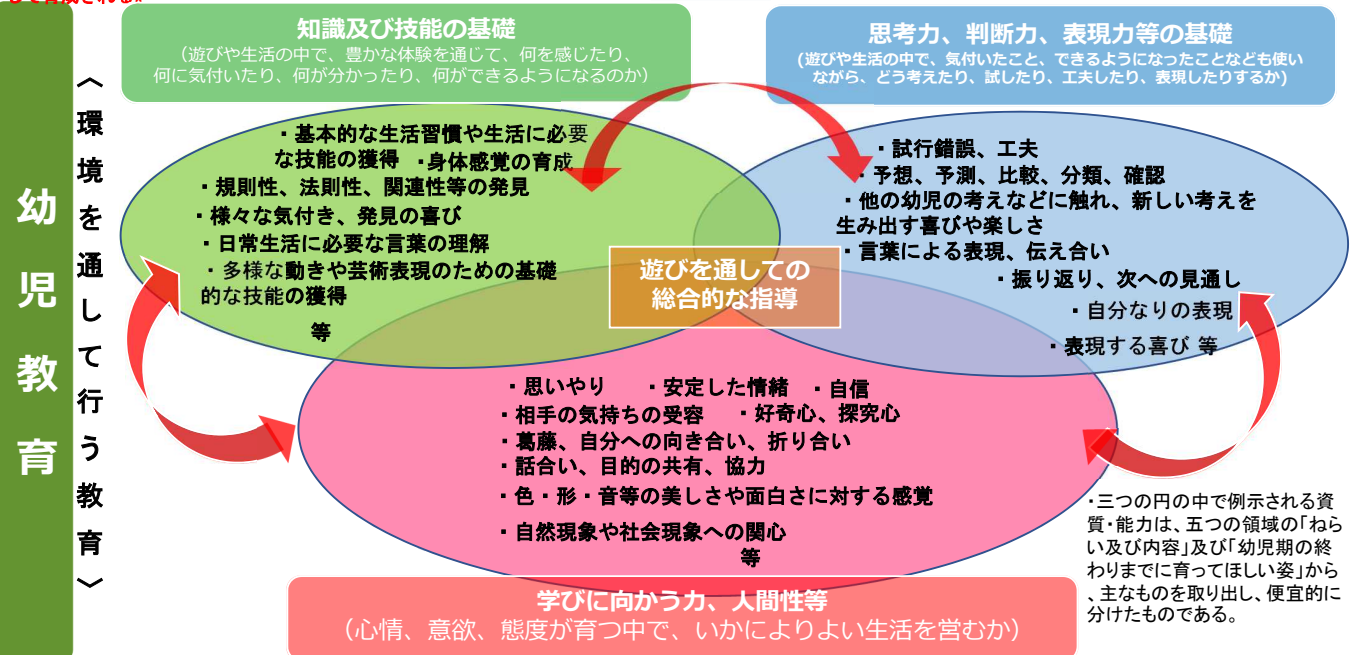 して育成される。
幼児教育
〈環境を通して行う教育〉
知識及び技能の基礎
(遊びや生活の中で、豊かな体験を通じて、何を感じたり、
何に気付いたり、何が分かったり、何ができるようになるのか)
思考力、判断力、表現力等の基礎
(遊びや生活の中で、気付いたこと、できるようになったことなども使い
ながら、どう考えたり、試したり、工夫したり、表現したりするか)
・基本的な生活習慣や生活に必要
な技能の獲得 ・身体感覚の育成
・規則性、法則性、関連性等の発見
・様々な気付き、発見の喜び
・日常生活に必要な言葉の理解
・多様な動きや芸術表現のための基礎
的な技能の獲得
等
・試行錯誤、工夫
・予想、予測、比較、分類、確認
・他の幼児の考えなどに触れ、新しい考えを
生み出す喜びや楽しさ
・言葉による表現、伝え合い
・振り返り、次への見通し
・自分なりの表現
・表現する喜び 等
遊びを通しての
総合的な指導
・思いやり ・安定した情緒 ・自信
・相手の気持ちの受容 ・好奇心、探究心
・葛藤、自分への向き合い、折り合い
・話合い、目的の共有、協力
・色・形・音等の美しさや面白さに対する感覚
・自然現象や社会現象への関心
等
・三つの円の中で例示される資
質・能力は、五つの領域の「ねら
い及び内容」及び「幼児期の終
わりまでに育ってほしい姿」から
、主なものを取り出し、便宜的に
分けたものである。
学びに向かう力、人間性等
(心情、意欲、態度が育つ中で、いかによりよい生活を営むか)